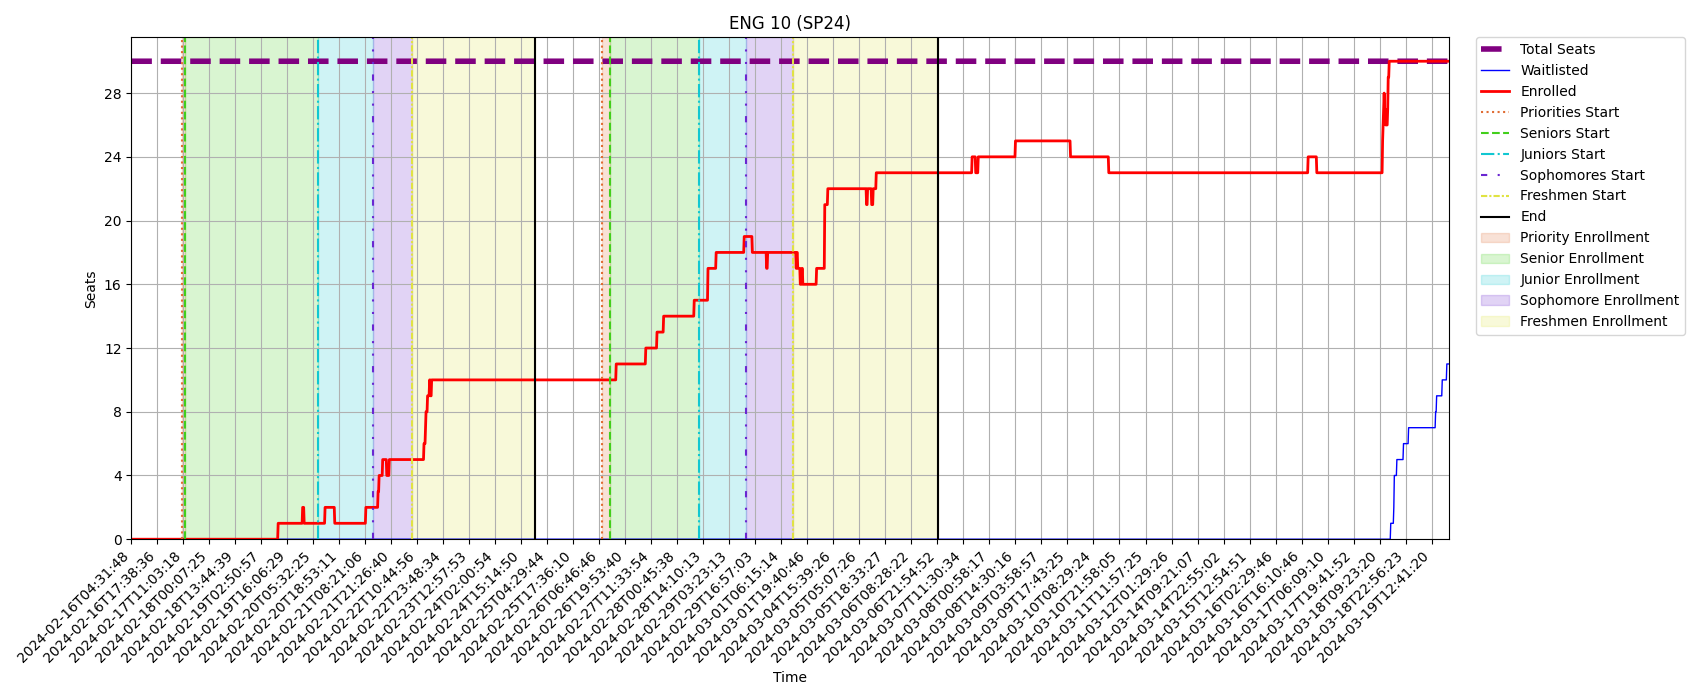 ENG 10 (SP24)
Seats
28
24
20
16
12
8
4
0
2024-02-16T04:31:48
2024-02-16T17:38:36
2024-02-17T11:03:18
2024-02-18T00:07:25
2024-02-18T13:44:39
2024-02-19T02:50:57
2024-02-19T16:06:29
2024-02-20T05:32:25
2024-02-20T18:53:11
2024-02-21T08:21:06
2024-02-21T21:26:40
2024-02-22T10:44:56
2024-02-22T23:48:34
2024-02-23T12:57:53
2024-02-24T02:00:54
2024-02-24T15:14:50
2024-02-25T04:29:44
2024-02-25T17:36:10
2024-02-26T06:46:46
2024-02-26T19:53:40
2024-02-27T11:33:54
2024-02-28T00:45:38
2024-02-28T14:10:13
2024-02-29T03:23:13
2024-02-29T16:57:03
2024-03-01T06:15:14
2024-03-01T19:40:46
2024-03-04T15:39:26
2024-03-05T05:07:26
2024-03-05T18:33:27
2024-03-06T08:28:22
2024-03-06T21:54:52
2024-03-07T11:30:34
2024-03-08T00:58:17
2024-03-08T14:30:16
2024-03-09T03:58:57
2024-03-09T17:43:25
2024-03-10T08:29:24
2024-03-10T21:58:05
2024-03-11T11:57:25
2024-03-12T01:29:26
2024-03-14T09:21:07
2024-03-14T22:55:02
2024-03-15T12:54:51
2024-03-16T02:29:46
2024-03-16T16:10:46
2024-03-17T06:09:10
2024-03-17T19:41:52
2024-03-18T09:23:20
2024-03-18T22:56:23
2024-03-19T12:41:20
Time
Total Seats
Waitlisted
Enrolled
Priorities Start
Seniors Start
Juniors Start
Sophomores Start
Freshmen Start
End
Priority Enrollment
Senior Enrollment
Junior Enrollment
Sophomore Enrollment
Freshmen Enrollment